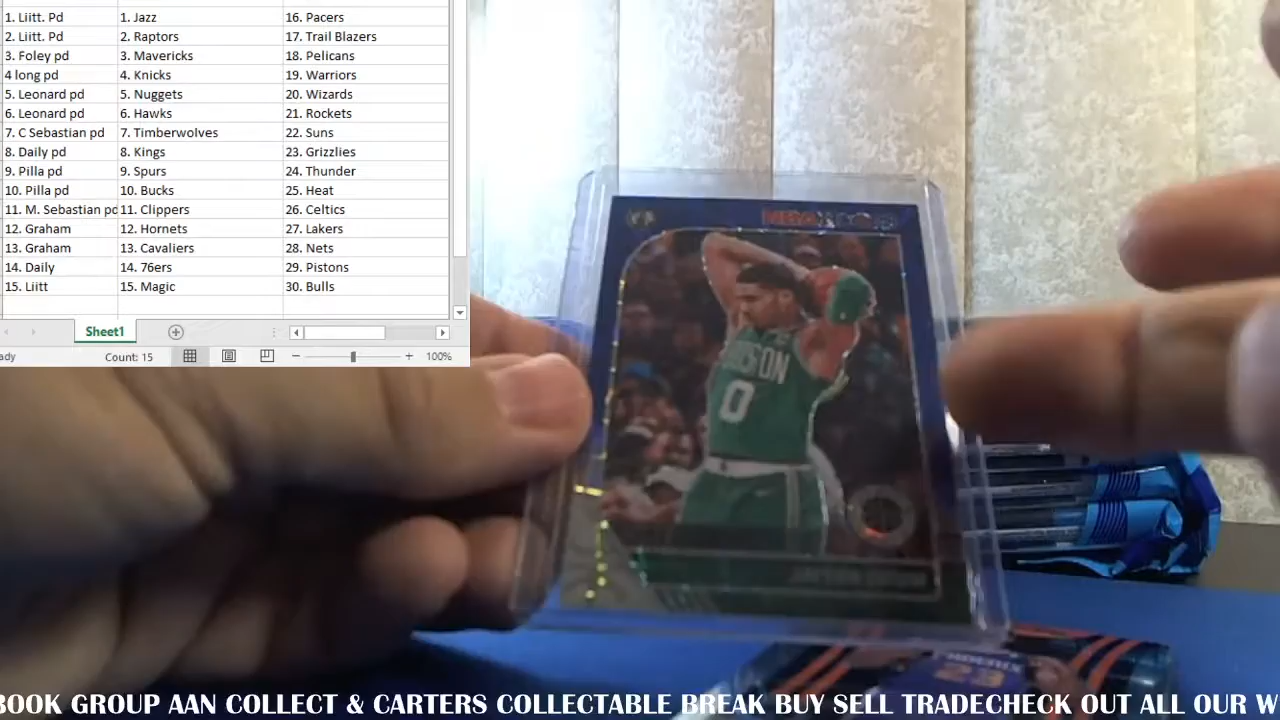 1. Liitt. Pd 1. Jazz 16. Pacers
2. Liitt. Pd 2. Raptors 17. Trail Blazers
3. Foley pd 3. Mavericks 18. Pelicans
4 long pd 4. Knicks 19. Warriors
5. Leonard pd 5. Nuggets 20. Wizards
6. Leonard pd 6. Hawks 21. Rockets
7. C Sebastian pd 7. Timberwolves 22. Suns
8. Daily pd 8. Kings 23. Grizzlies
9. Pilla pd 9. Spurs 24. Thunder
10. Pilla pd 10. Bucks 25. Heat
11. M. Sebastian pd 11. Clippers 26. Celtics
12. Graham 12. Hornets 27. Lakers
13. Graham 13. Cavaliers 28. Nets
14. Daily 14. 76ers 29. Pistons
15. Liitt 15. Magic 30. Bulls
Sheet1
ady Count: 15 100%
NBA
0
23
BOOK GROUP AAN COLLECT & CARTERS COLLECTABLE BREAK BUY SELL TRADECHECK OUT ALL OUR W